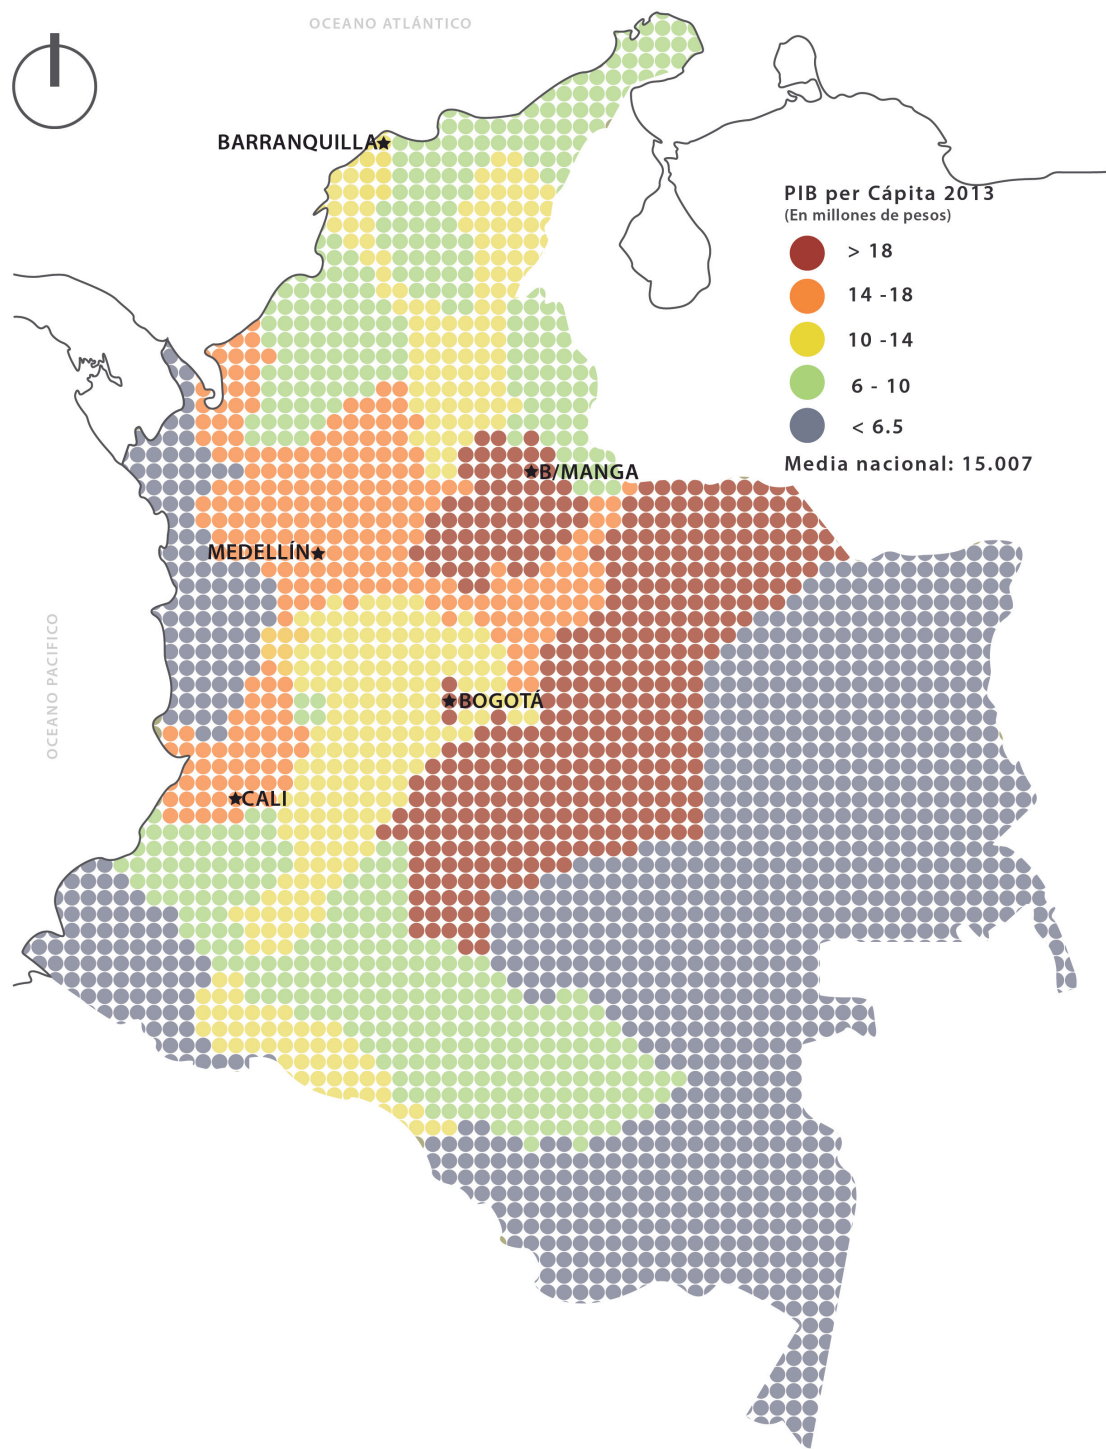 OCEANO ATLÁNTICO
BARRANQUILLA
PIB per Cápita 2013
(En millones de pesos)
> 18
14 -18
10 -14
6 - 10
< 6.5
Media nacional: 15.007
B/MANGA
MEDELLÍN
OCEANO PACIFICO
BOGOTÁ
CALI